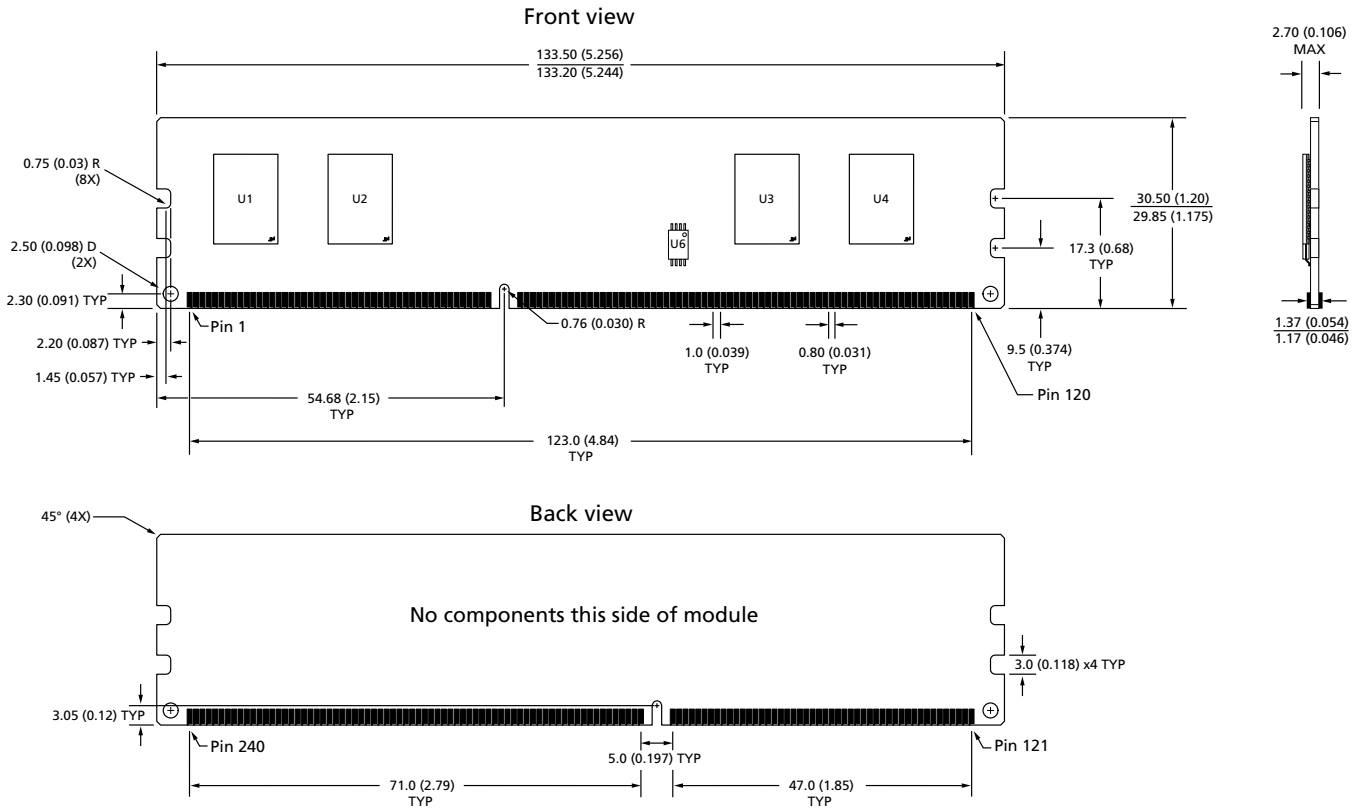 Front view
133.50 (5.256)
133.20 (5.244)
2.70 (0.106)
MAX
0.75 (0.03) R
(8X)
U1
U2
U3
U4
30.50 (1.20)
29.85 (1.175)
2.50 (0.098) D
(2X)
U6
17.3 (0.68)
TYP
2.30 (0.091) TYP
Pin 1
0.76 (0.030) R
2.20 (0.087) TYP
1.0 (0.039)
TYP
0.80 (0.031)
TYP
9.5 (0.374)
TYP
1.37 (0.054)
1.17 (0.046)
1.45 (0.057) TYP
54.68 (2.15)
TYP
Pin 120
123.0 (4.84)
TYP
Back view
45° (4X)
No components this side of module
3.0 (0.118) x4 TYP
3.05 (0.12) TYP
Pin 240
5.0 (0.197) TYP
Pin 121
71.0 (2.79)
TYP
47.0 (1.85)
TYP